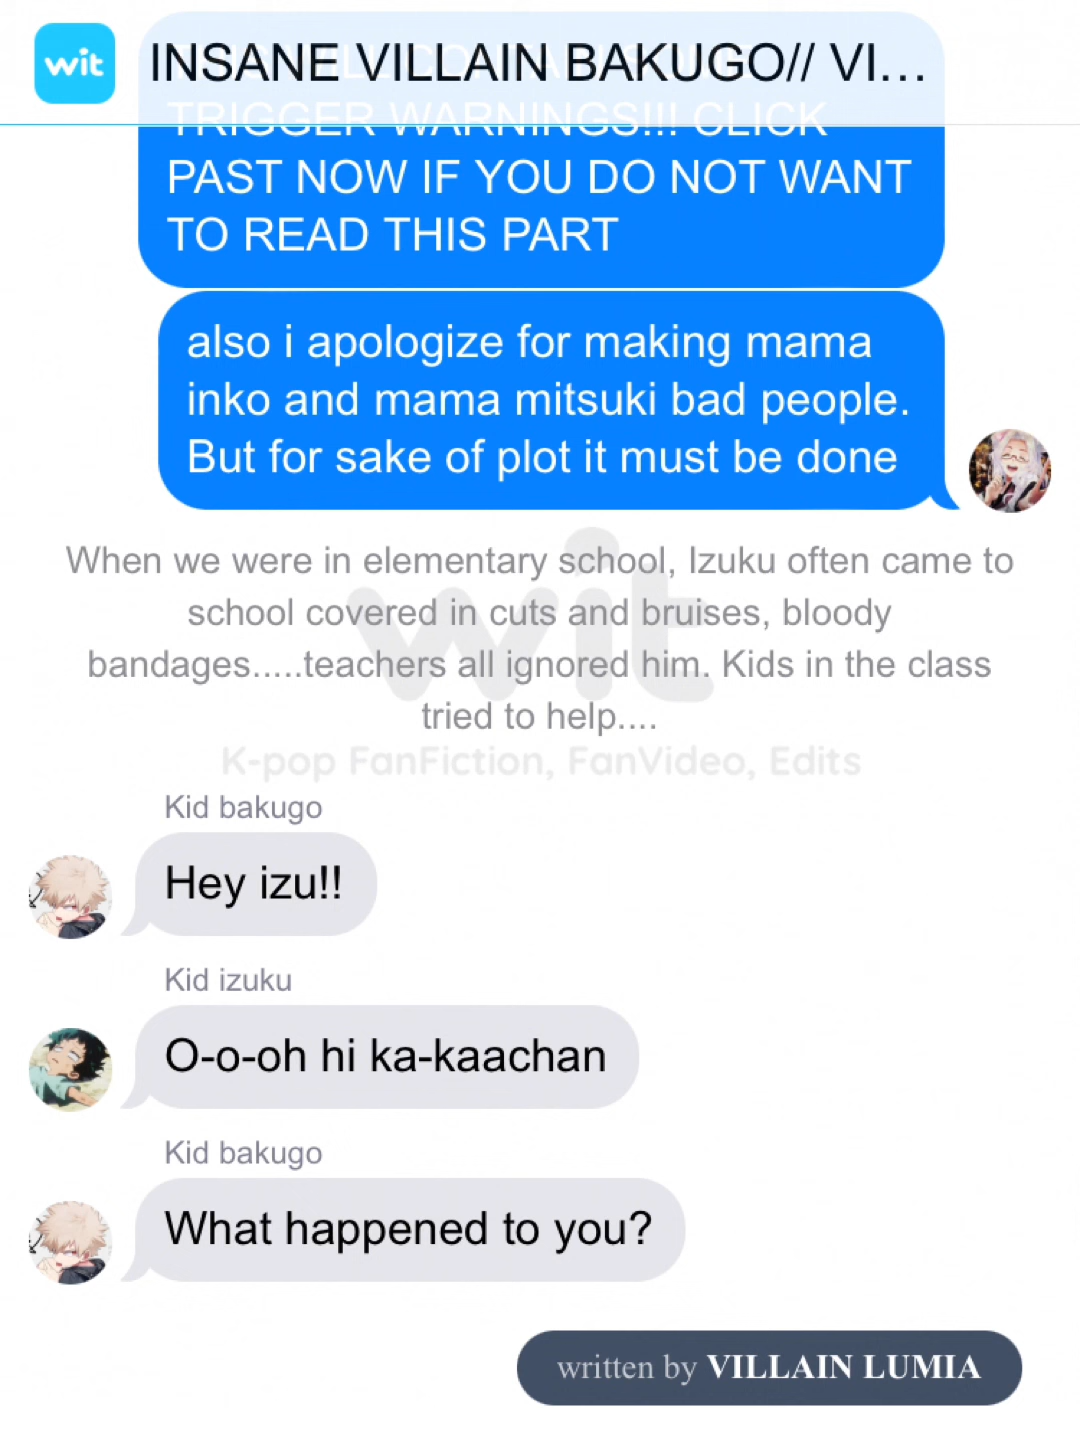 wit
INSANE VILLAIN BAKUGO// VI...
TRIGGER WARNINGS!!! CLICK
PAST NOW IF YOU DO NOT WANT
TO READ THIS PART
also i apologize for making mama
inko and mama mitsuki bad people.
But for sake of plot it must be done
When we were in elementary school, Izuku often came to
school covered in cuts and bruises, bloody
bandages.....teachers all ignored him. Kids in the class
tried to help....
wit
K-pop FanFiction, FanVideo, Edits
Kid bakugo
Hey izu!!
Kid izuku
O-o-oh hi ka-kaachan
Kid bakugo
What happened to you?
written by VILLAIN LUMIA